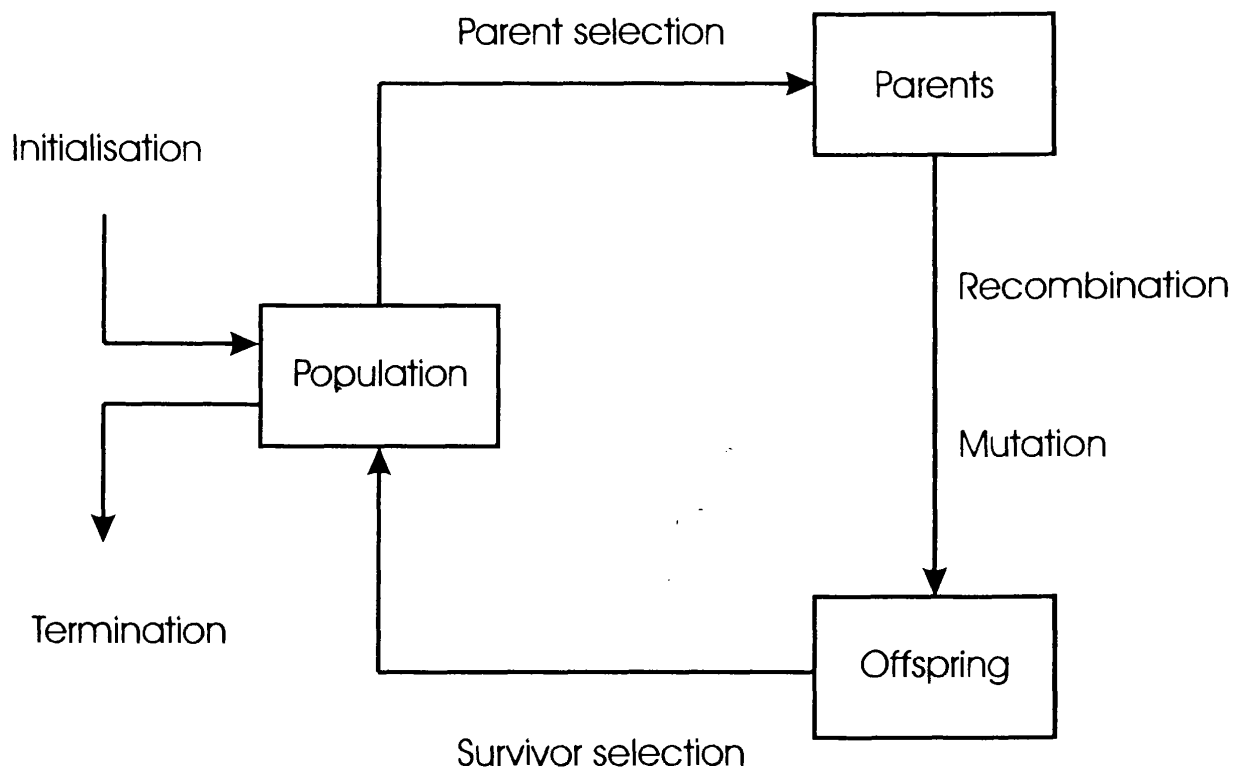 Parent selection
Parents
Initialisation
Recombination
Population
Mutation
Termination
Offspring
Survivor selection